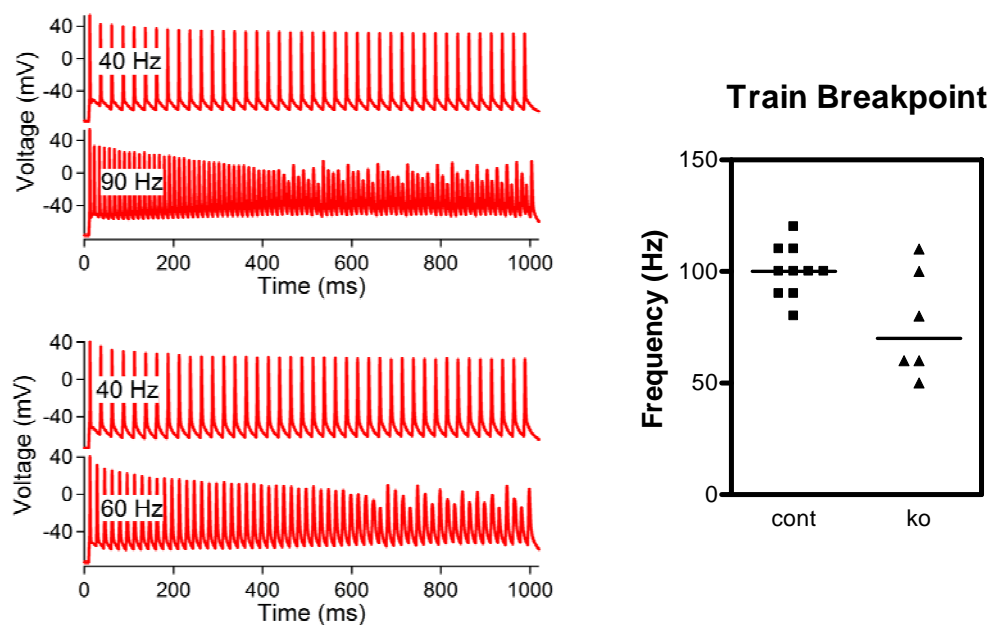 40
0
-40
Voltage (mV)
40 Hz
40
0
-40
90 Hz
0 200 400 600 800 1000
Time (ms)
40
0
-40
Voltage (mV)
40 Hz
40
0
-40
60 Hz
0 200 400 600 800 1000
Time (ms)
Train Breakpoint
150
100
50
0
Frequency (Hz)
cont ko